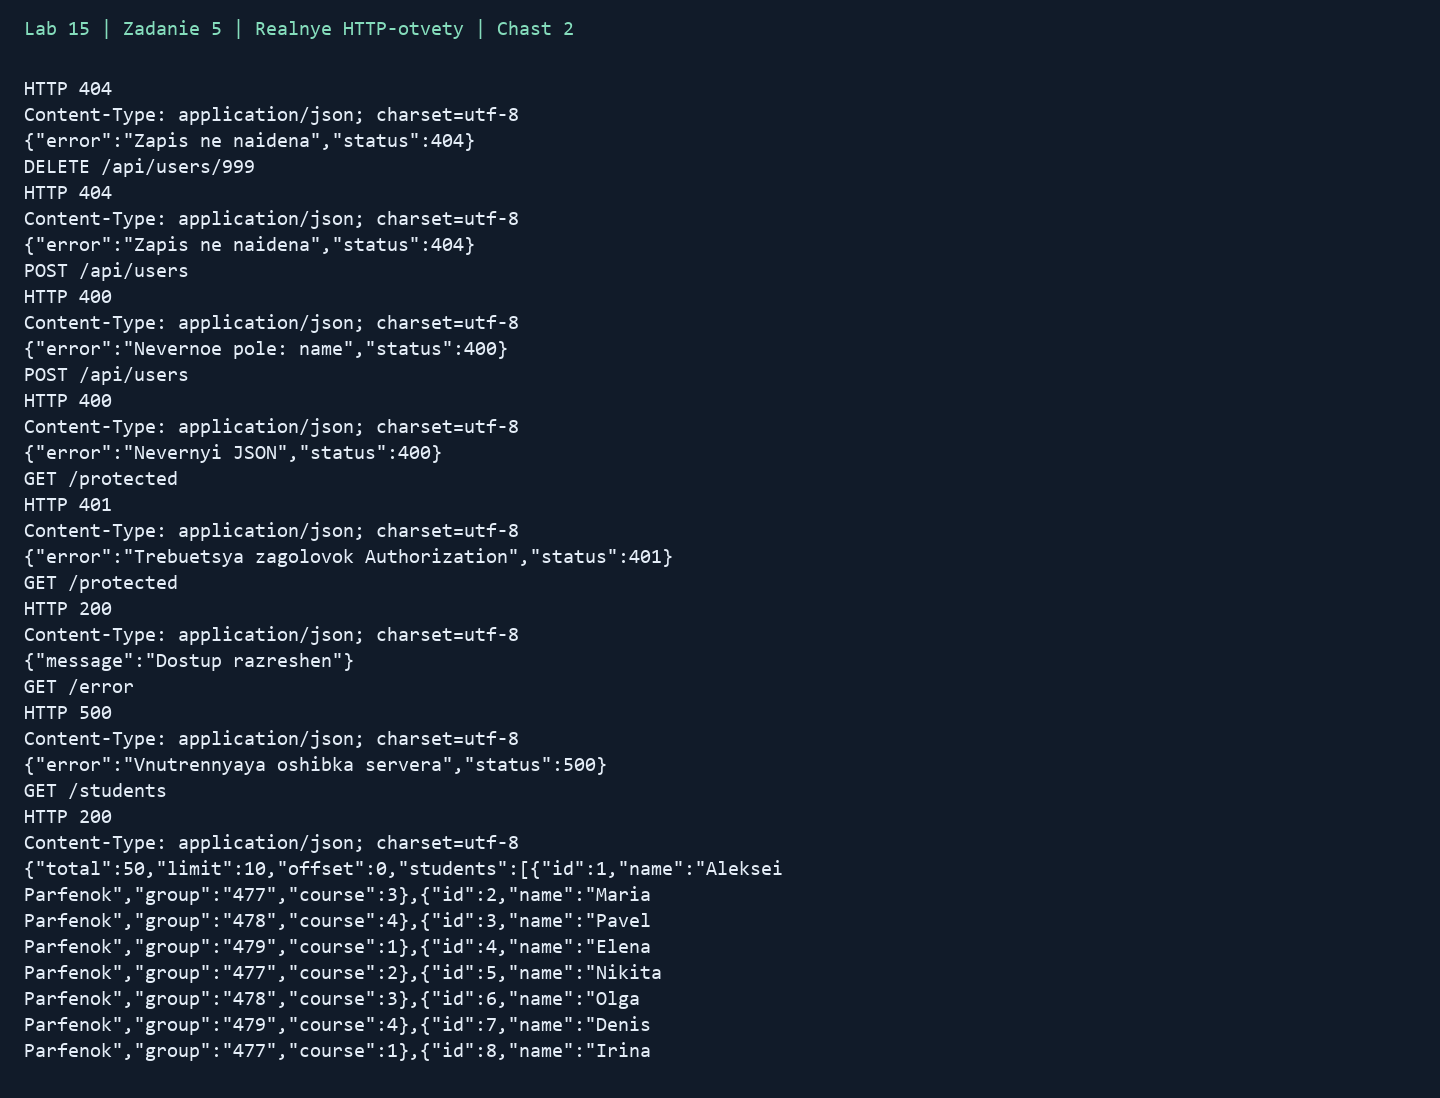 Lab 15 | Zadanie 5 | Realnye HTTP-otvety | Chast 2
HTTP 404
Content-Type: application/json; charset=utf-8
{"error":"Zapis ne naidena","status":404}
DELETE /api/users/999
HTTP 404
Content-Type: application/json; charset=utf-8
{"error":"Zapis ne naidena","status":404}
POST /api/users
HTTP 400
Content-Type: application/json; charset=utf-8
{"error":"Nevernoe pole: name","status":400}
POST /api/users
HTTP 400
Content-Type: application/json; charset=utf-8
{"error":"Nevernyi JSON","status":400}
GET /protected
HTTP 401
Content-Type: application/json; charset=utf-8
{"error":"Trebuetsya zagolovok Authorization","status":401}
GET /protected
HTTP 200
Content-Type: application/json; charset=utf-8
{"message":"Dostup razreshen"}
GET /error
HTTP 500
Content-Type: application/json; charset=utf-8
{"error":"Vnutrennyaya oshibka servera","status":500}
GET /students
HTTP 200
Content-Type: application/json; charset=utf-8
{"total":50,"limit":10,"offset":0,"students":[{"id":1,"name":"Aleksei
Parfenok","group":"477","course":3},{"id":2,"name":"Maria
Parfenok","group":"478","course":4},{"id":3,"name":"Pavel
Parfenok","group":"479","course":1},{"id":4,"name":"Elena
Parfenok","group":"477","course":2},{"id":5,"name":"Nikita
Parfenok","group":"478","course":3},{"id":6,"name":"Olga
Parfenok","group":"479","course":4},{"id":7,"name":"Denis
Parfenok","group":"477","course":1},{"id":8,"name":"Irina